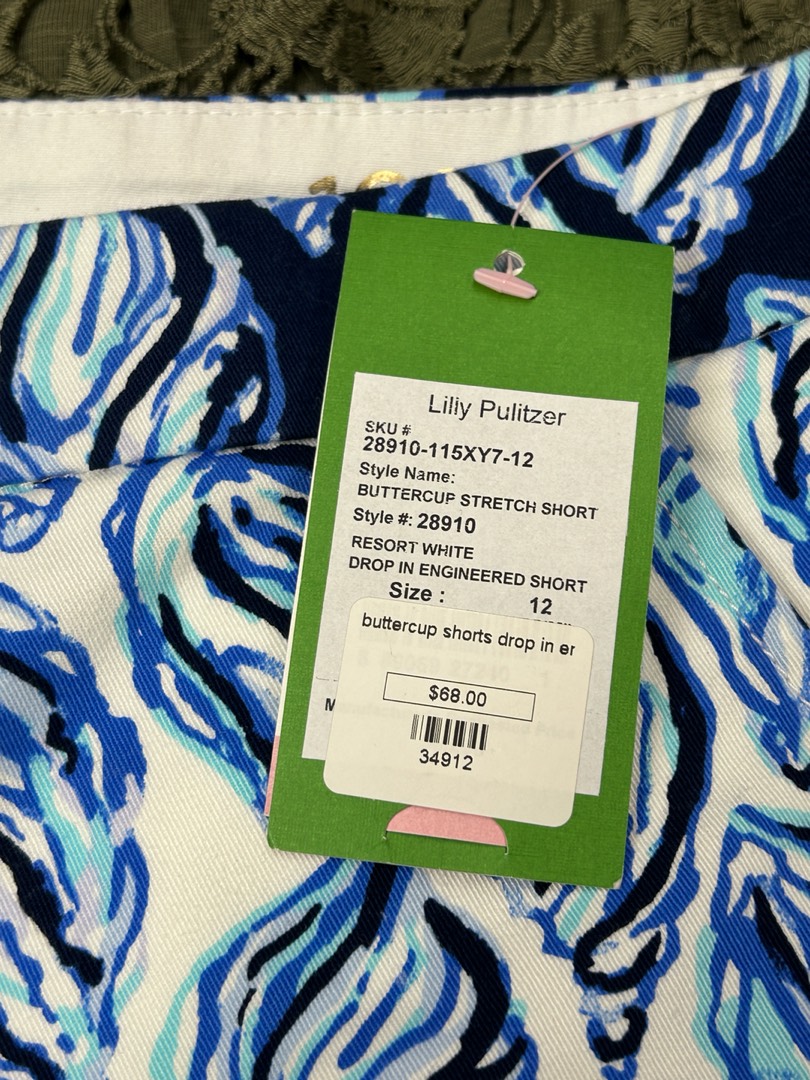 Lilly Pulitzer
SKU #
28910-115XY7-12
Style Name:
BUTTERCUP STRETCH SHORT
Style #: 28910
RESORT WHITE
DROP IN ENGINEERED SHORT
Size : 12
buttercup shorts drop in er
$68.00
34912
M